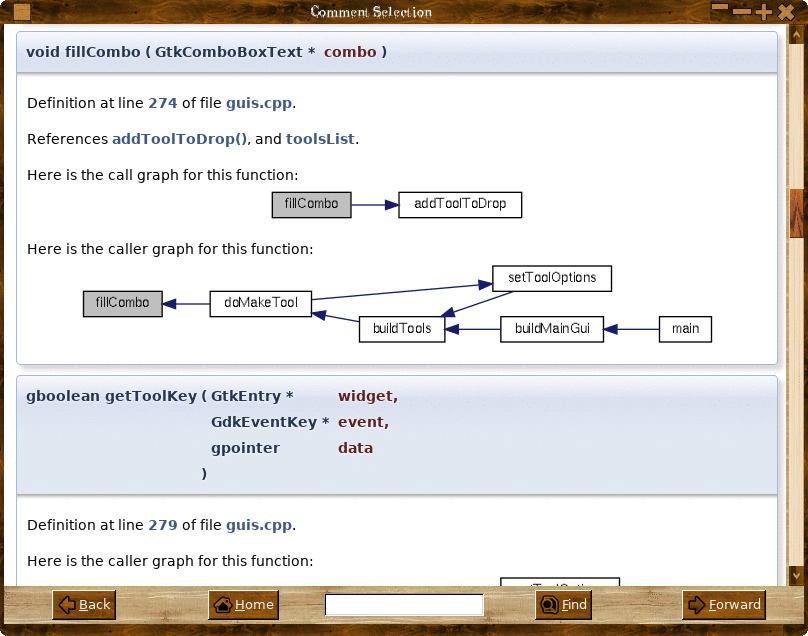 Comment Selection
void fillCombo ( GtkComboBoxText * combo )
Definition at line 274 of file guis.cpp.
References addToolToDrop(), and toolsList.
Here is the call graph for this function:
fillCombo addToolToDrop
Here is the caller graph for this function:
setToolOptions
fillCombo doMakeTool
buildTools buildMainGui main
gboolean getToolKey ( GtkEntry * widget,
GdkEventKey * event,
gpointer data
)
Definition at line 279 of file guis.cpp.
Here is the caller graph for this function:
Back Home Find Forward